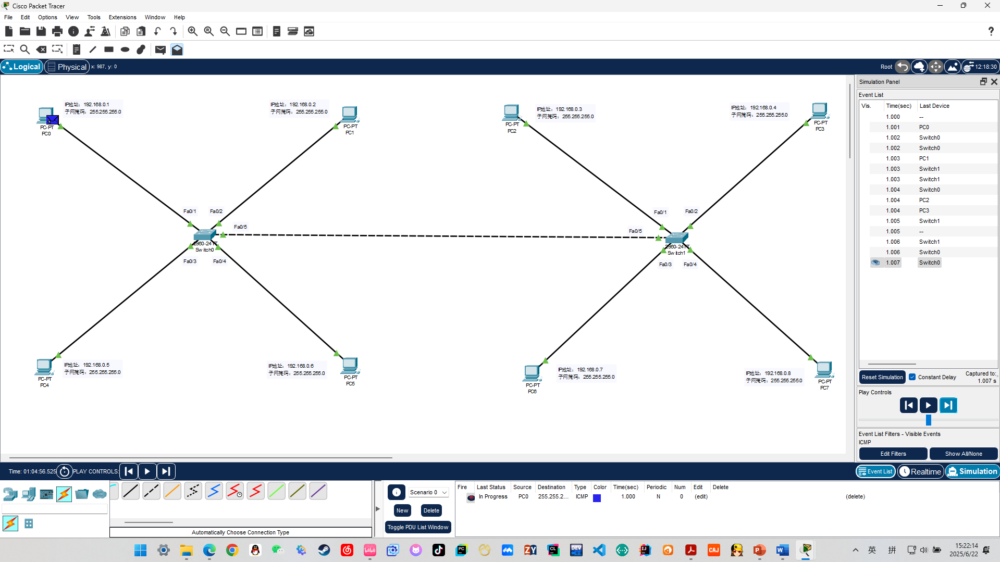 Cisco Packet Tracer
File Edit Options View Tools Extensions Window Help
Logical Physical x: 987, y: 0 Root 12:18:30
IP地址：192.168.0.1
子网掩码：255.255.255.0
PC-PT
PC0
IP地址：192.168.0.2
子网掩码：255.255.255.0
PC-PT
PC1
IP地址：192.168.0.3
子网掩码：255.255.255.0
PC-PT
PC2
IP地址：192.168.0.4
子网掩码：255.255.255.0
PC-PT
PC3
Fa0/1 Fa0/2
Fa0/5
2960-24TT
Switch0
Fa0/3 Fa0/4
Fa0/1 Fa0/2
Fa0/5
2960-24TT
Switch1
Fa0/3 Fa0/4
IP地址：192.168.0.5
子网掩码：255.255.255.0
PC-PT
PC4
IP地址：192.168.0.6
子网掩码：255.255.255.0
PC-PT
PC5
IP地址：192.168.0.7
子网掩码：255.255.255.0
PC-PT
PC6
IP地址：192.168.0.8
子网掩码：255.255.255.0
PC-PT
PC7
Simulation Panel
Event List
Vis. Time(sec) Last Device
1.000 --
1.001 PC0
1.002 Switch0
1.002 Switch0
1.003 PC1
1.003 Switch1
1.003 Switch1
1.004 Switch0
1.004 PC2
1.004 PC3
1.005 Switch1
1.005 --
1.006 Switch1
1.006 Switch0
1.007 Switch0
Reset Simulation Constant Delay Captured to:
1.007 s
Play Controls
Event List Filters - Visible Events
ICMP
Edit Filters Show All/None
Time: 01:04:56.525 PLAY CONTROLS: Event List Realtime Simulation
Automatically Choose Connection Type
Scenario 0
New Delete
Toggle PDU List Window
Fire Last Status Source Destination Type Color Time(sec) Periodic Num Edit Delete
In Progress PC0 255.255.2... ICMP 1.000 N 0 (edit) (delete)
英 拼 15:22:14
2025/6/22